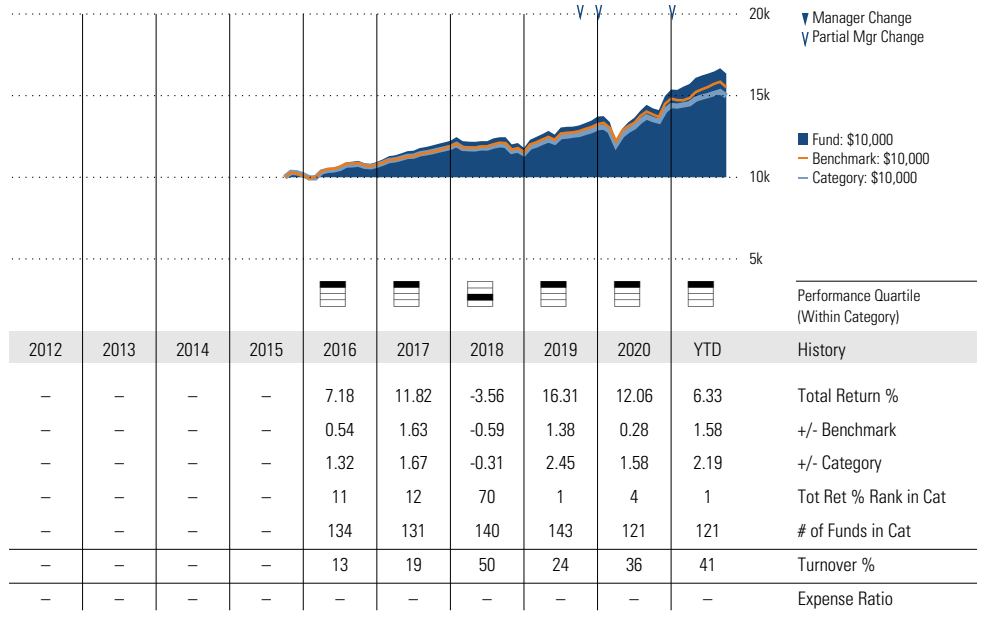 20k
Manager Change
Partial Mgr Change
15k
Fund: $10,000
Benchmark: $10,000
Category: $10,000
10k
5k
Performance Quartile
(Within Category)
2012 2013 2014 2015 2016 2017 2018 2019 2020 YTD History
– – – – 7.18 11.82 -3.56 16.31 12.06 6.33 Total Return %
– – – – 0.54 1.63 -0.59 1.38 0.28 1.58 +/- Benchmark
– – – – 1.32 1.67 -0.31 2.45 1.58 2.19 +/- Category
– – – – 11 12 70 1 4 1 Tot Ret % Rank in Cat
– – – – 134 131 140 143 121 121 # of Funds in Cat
– – – – 13 19 50 24 36 41 Turnover %
– – – – – – – – – – Expense Ratio